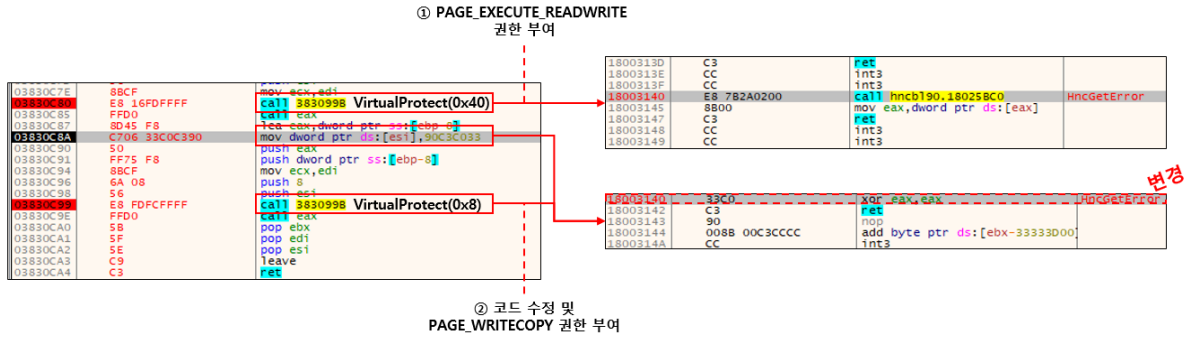 ① PAGE_EXECUTE_READWRITE
권한 부여
03830C7E 8BCF mov ecx,edi
03830C80 E8 16FDFFFF call 383099B VirtualProtect(0x40)
03830C85 FFD0 call eax
03830C87 8D45 F8 lea eax,dword ptr ss:[ebp-8]
03830C8A C706 33C0C390 mov dword ptr ds:[esi],90C3C033
03830C90 50 push eax
03830C91 FF75 F8 push dword ptr ss:[ebp-8]
03830C94 8BCF mov ecx,edi
03830C96 6A 08 push 8
03830C98 56 push esi
03830C99 E8 FDFCFFFF call 383099B VirtualProtect(0x8)
03830C9E FFD0 call eax
03830CA0 5B pop ebx
03830CA1 5F pop edi
03830CA2 5E pop esi
03830CA3 C9 leave
03830CA4 C3 ret
1800313D C3 ret
1800313E CC int3
1800313F CC int3
18003140 E8 7B2A0200 call hncbl90.18025BC0 HncGetError
18003145 8B00 mov eax,dword ptr ds:[eax]
18003147 C3 ret
18003148 CC int3
18003149 CC int3
변경
18003140 33C0 xor eax,eax HncGetError
18003142 C3 ret
18003143 90 nop
18003144 008B 00C3CCCC add byte ptr ds:[ebx-33333D00]
1800314A CC int3
② 코드 수정 및
PAGE_WRITECOPY 권한 부여